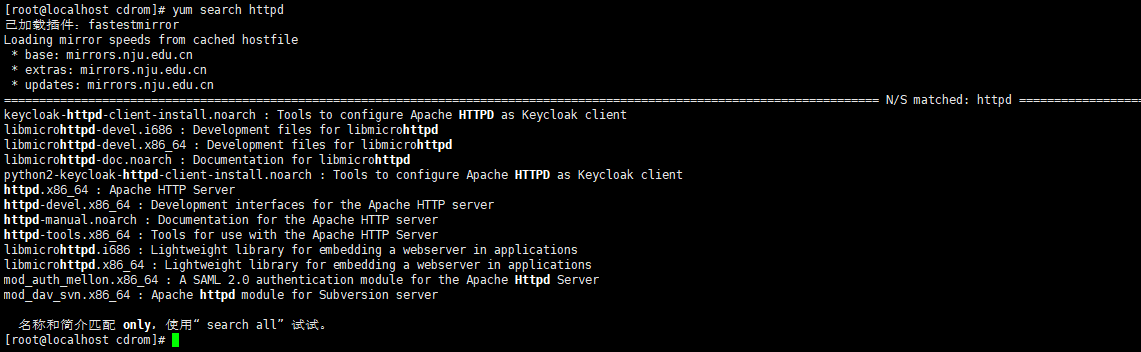 [root@localhost cdrom]# yum search httpd
已加载插件：fastestmirror
Loading mirror speeds from cached hostfile
 * base: mirrors.nju.edu.cn
 * extras: mirrors.nju.edu.cn
 * updates: mirrors.nju.edu.cn
============================================================================================================================= N/S matched: httpd ==================
keycloak-httpd-client-install.noarch : Tools to configure Apache HTTPD as Keycloak client
libmicrohttpd-devel.i686 : Development files for libmicrohttpd
libmicrohttpd-devel.x86_64 : Development files for libmicrohttpd
libmicrohttpd-doc.noarch : Documentation for libmicrohttpd
python2-keycloak-httpd-client-install.noarch : Tools to configure Apache HTTPD as Keycloak client
httpd.x86_64 : Apache HTTP Server
httpd-devel.x86_64 : Development interfaces for the Apache HTTP server
httpd-manual.noarch : Documentation for the Apache HTTP server
httpd-tools.x86_64 : Tools for use with the Apache HTTP Server
libmicrohttpd.i686 : Lightweight library for embedding a webserver in applications
libmicrohttpd.x86_64 : Lightweight library for embedding a webserver in applications
mod_auth_mellon.x86_64 : A SAML 2.0 authentication module for the Apache Httpd Server
mod_dav_svn.x86_64 : Apache httpd module for Subversion server
  名称和简介匹配 only，使用“ search all” 试试。
[root@localhost cdrom]#